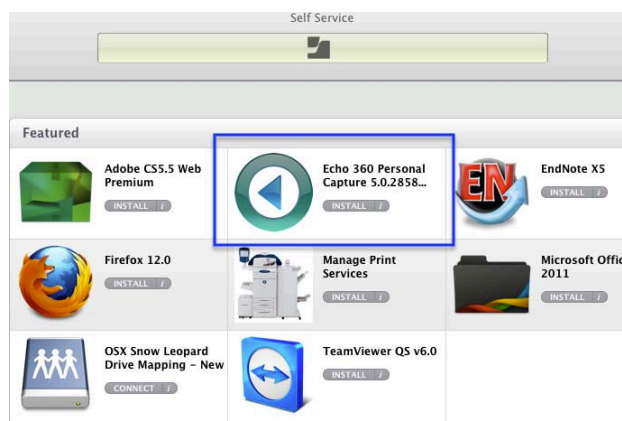 Self Service
Featured
Adobe CS5.5 Web
Premium
INSTALL i
Echo 360 Personal
Capture 5.0.2858...
INSTALL i
EN
EndNote X5
INSTALL i
Firefox 12.0
INSTALL i
Manage Print
Services
INSTALL i
Microsoft Offic
2011
INSTALL i
OSX Snow Leopard
Drive Mapping – New
CONNECT i
TeamViewer QS v6.0
INSTALL i